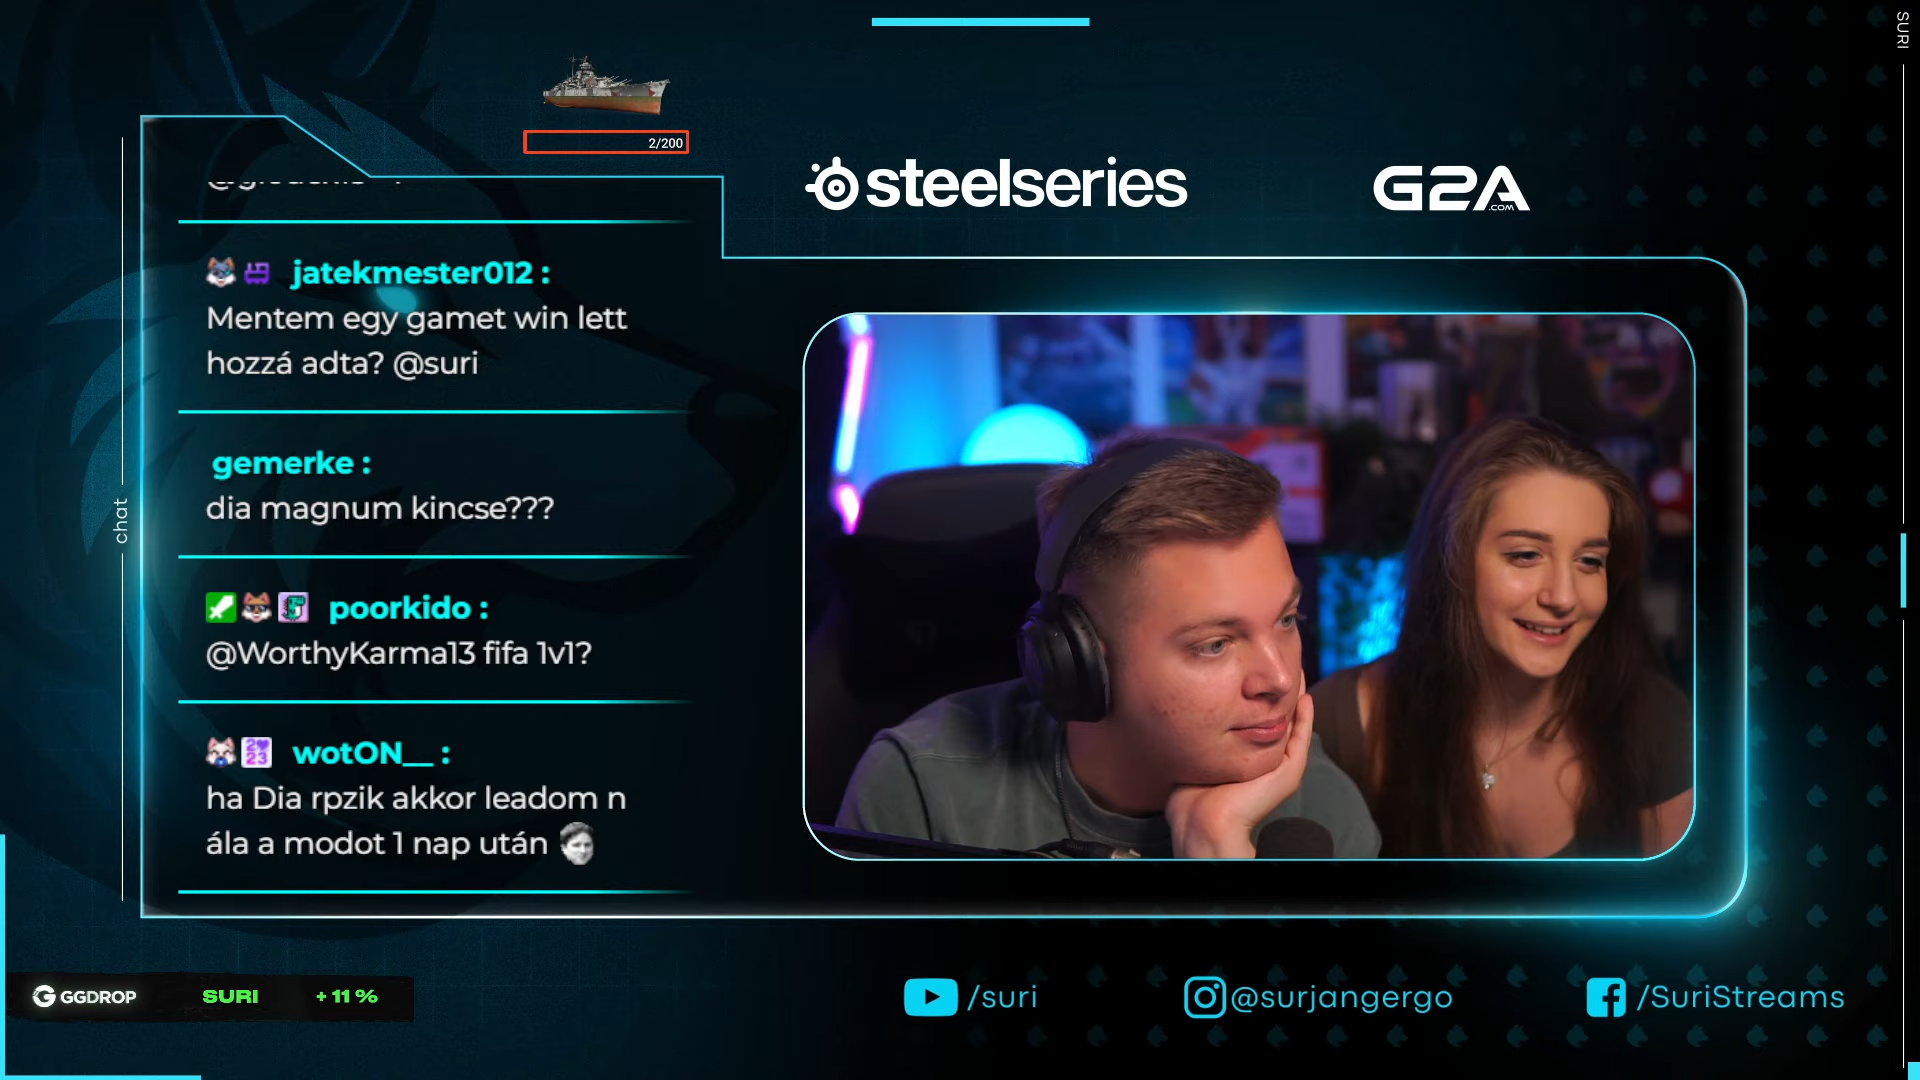 SURI
2/200
steelseries
G2A
.COM
jatekmester012 :
Mentem egy gamet win lett
hozzá adta? @suri
gemerke :
dia magnum kincse???
poorkido :
@WorthyKarma13 fifa 1v1?
2023
wotON__ :
ha Dia rpzik akkor leadom n
ála a modot 1 nap után
chat
GGDROP
SURI
+ 11 %
/suri
@surjangergo
/SuriStreams